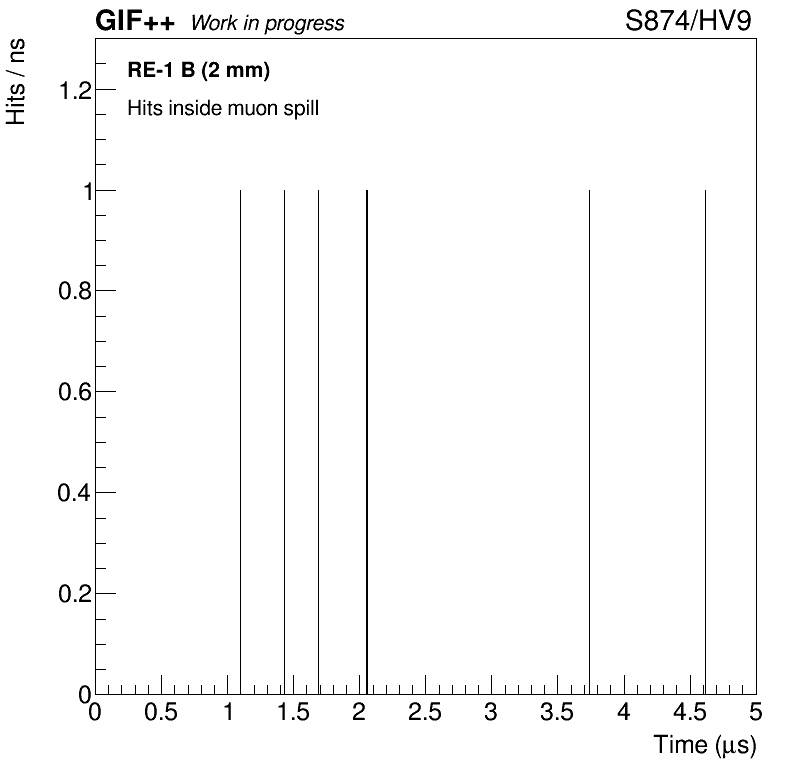 GIF++ Work in progress S874/HV9
Hits / ns
RE-1 B (2 mm)
Hits inside muon spill
1.2
1
0.8
0.6
0.4
0.2
0
0 0.5 1 1.5 2 2.5 3 3.5 4 4.5 5
Time (μs)